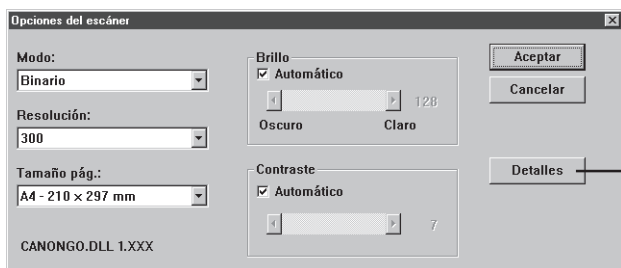 Opciones del escáner
Modo:
Binario
Resolución:
300
Tamaño pág.:
A4 - 210 × 297 mm
CANONGO.DLL 1.XXX
Brillo
Automático
128
Oscuro Claro
Contraste
Automático
7
Aceptar
Cancelar
Detalles